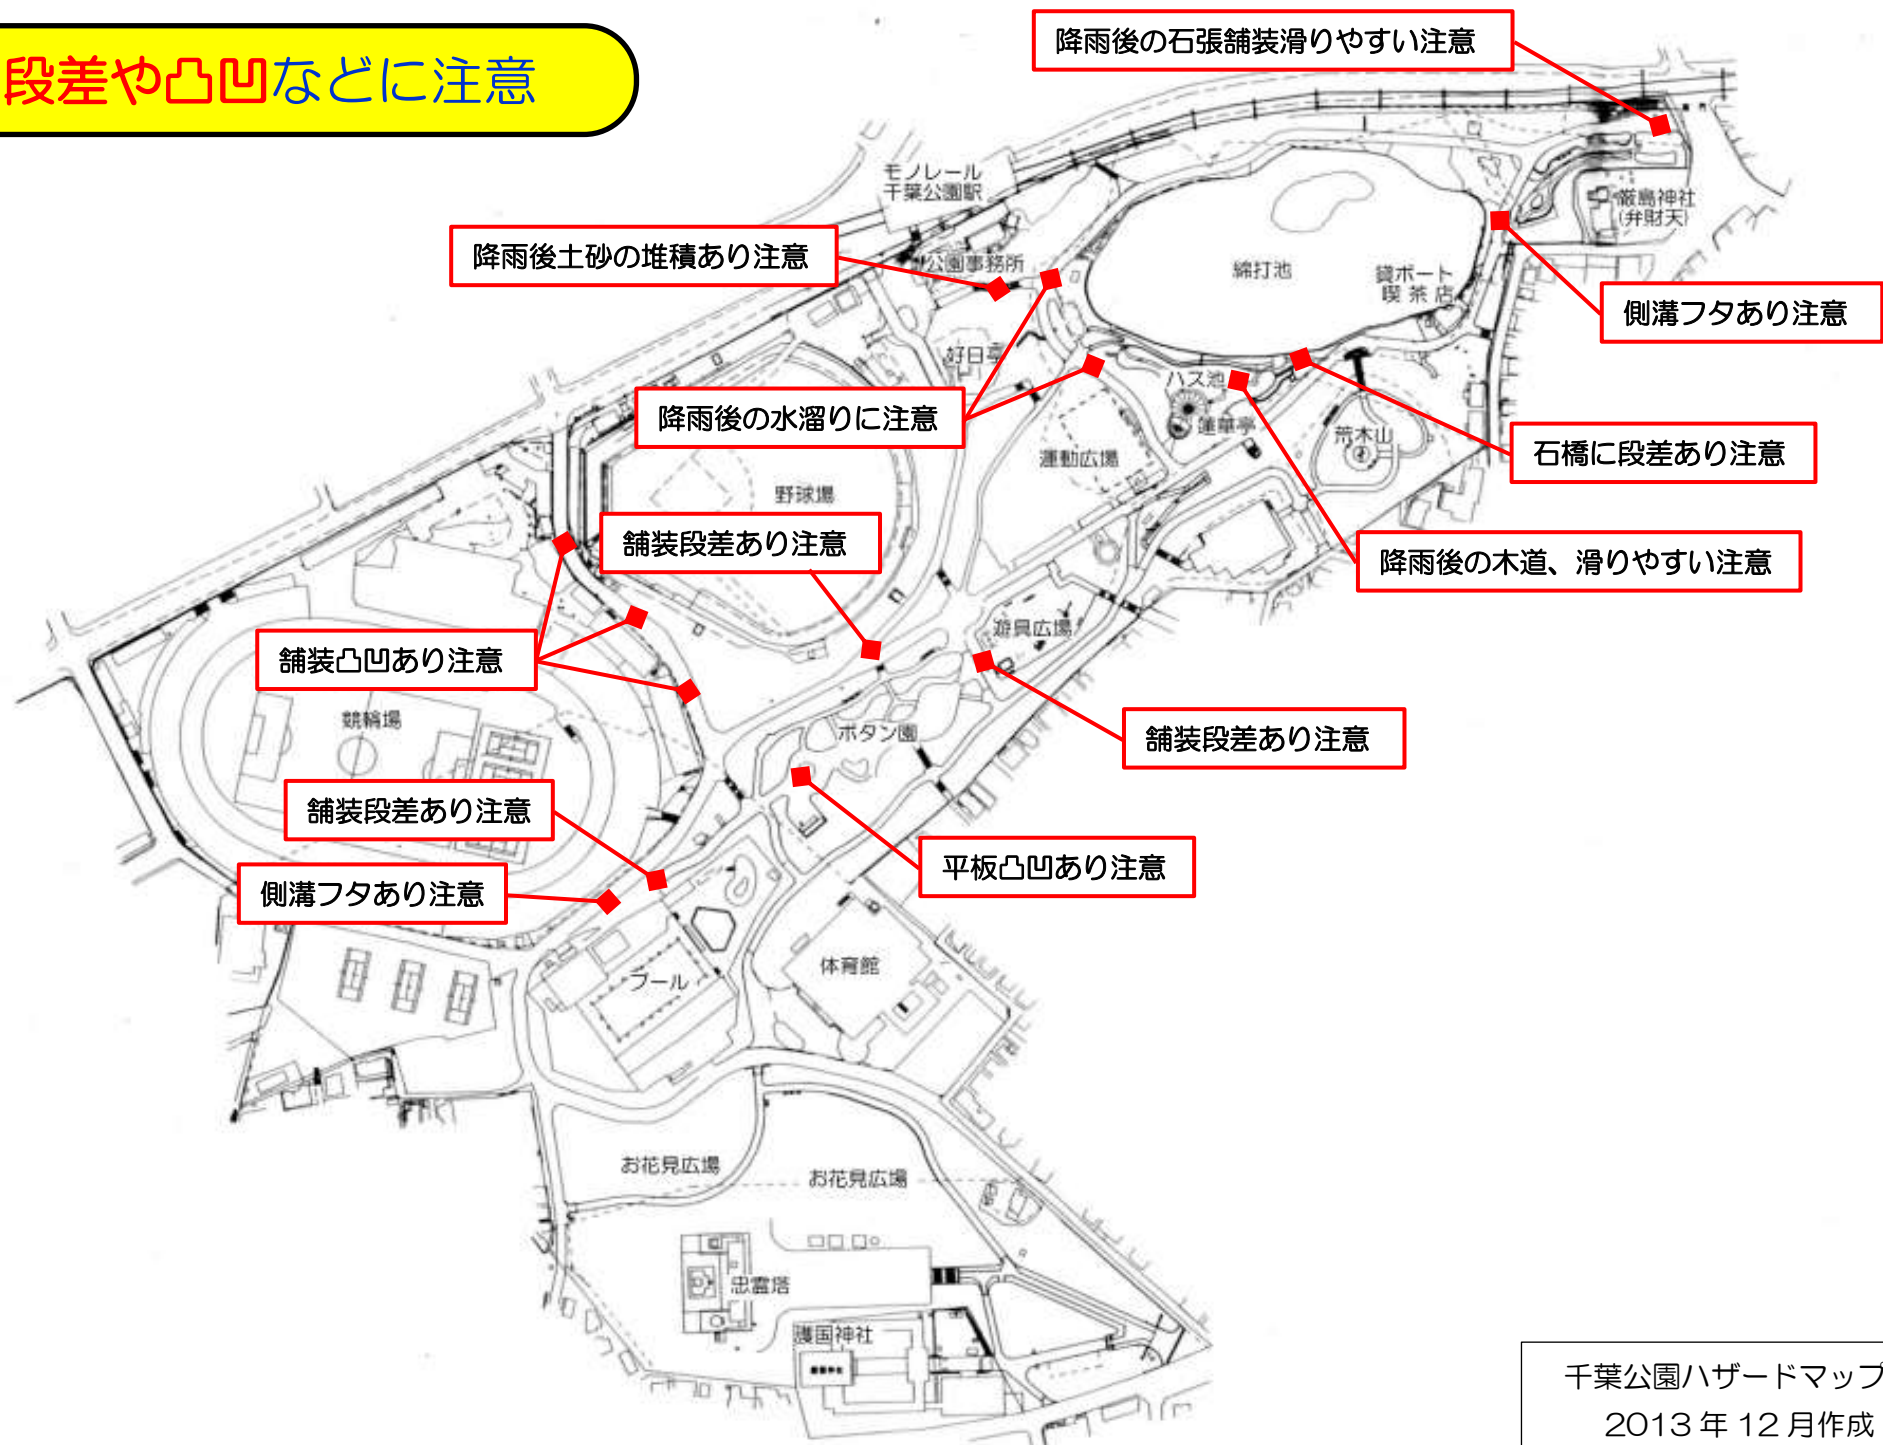 段差や凸凹などに注意
降雨後の石張舗装滑りやすい注意
モノレール
千葉公園駅
厳島神社
(弁財天)
降雨後土砂の堆積あり注意
公園事務所
綿打池
貸ボート
喫茶店
側溝フタあり注意
好日亭
ハス池
降雨後の水溜りに注意
蓮華亭
荒木山
石橋に段差あり注意
運動広場
野球場
舗装段差あり注意
降雨後の木道、滑りやすい注意
遊具広場
舗装凸凹あり注意
競輪場
ボタン園
舗装段差あり注意
舗装段差あり注意
平板凸凹あり注意
側溝フタあり注意
プール
体育館
お花見広場
お花見広場
忠霊塔
護国神社
千葉公園ハザードマップ
2013年12月作成